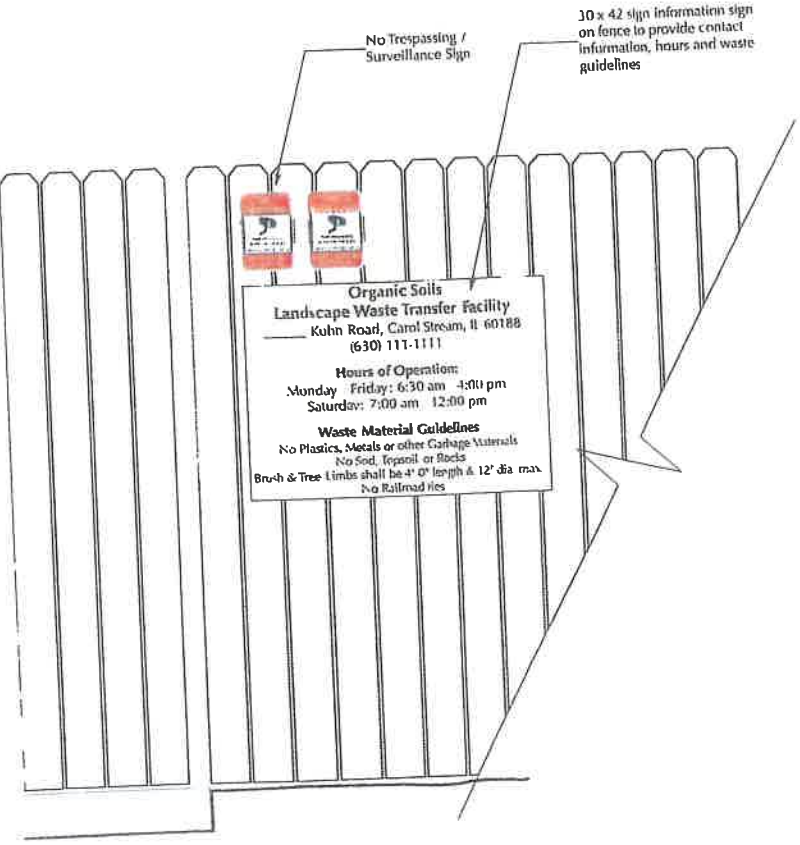 No Trespassing /
Surveillance Sign
30 x 42 sign information sign
on fence to provide contact
information, hours and waste
guidelines
Organic Soils
Landscape Waste Transfer Facility
_____ Kuhn Road, Carol Stream, IL 60188
(630) 111-1111
Hours of Operation:
Monday Friday: 6:30 am 4:00 pm
Saturday: 7:00 am 12:00 pm
Waste Material Guidelines
No Plastics, Metals or other Garbage Materials
No Sod, Topsoil or Rocks
Brush & Tree Limbs shall be 4' 0" length & 12" dia max
No Railroad ties